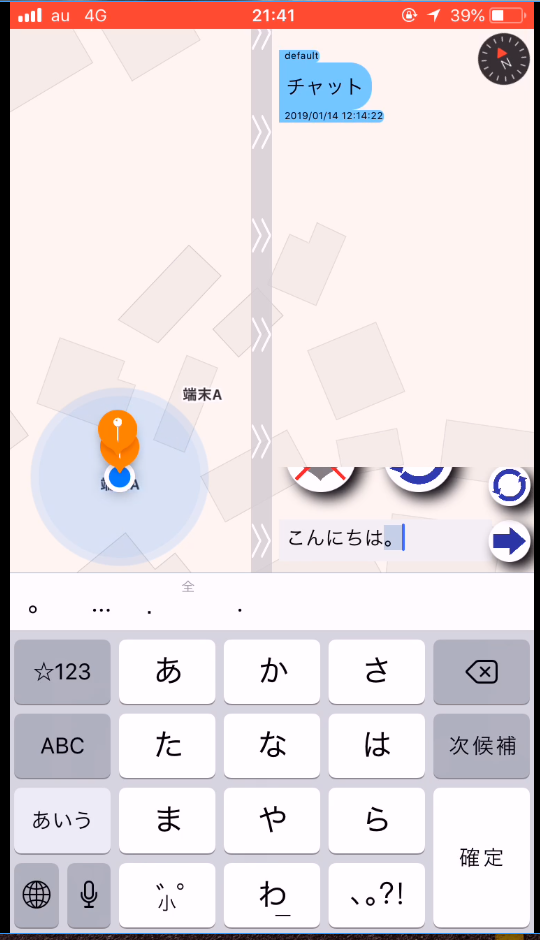 au 4G 21:41 39%
default
チャット
2019/01/14 12:14:22
N
端末A
こんにちは。
全
。 … . ·
☆123 あ か さ
ABC た な は 次候補
あいう ま や ら 確定
゛゜小 わ_ 、。?!